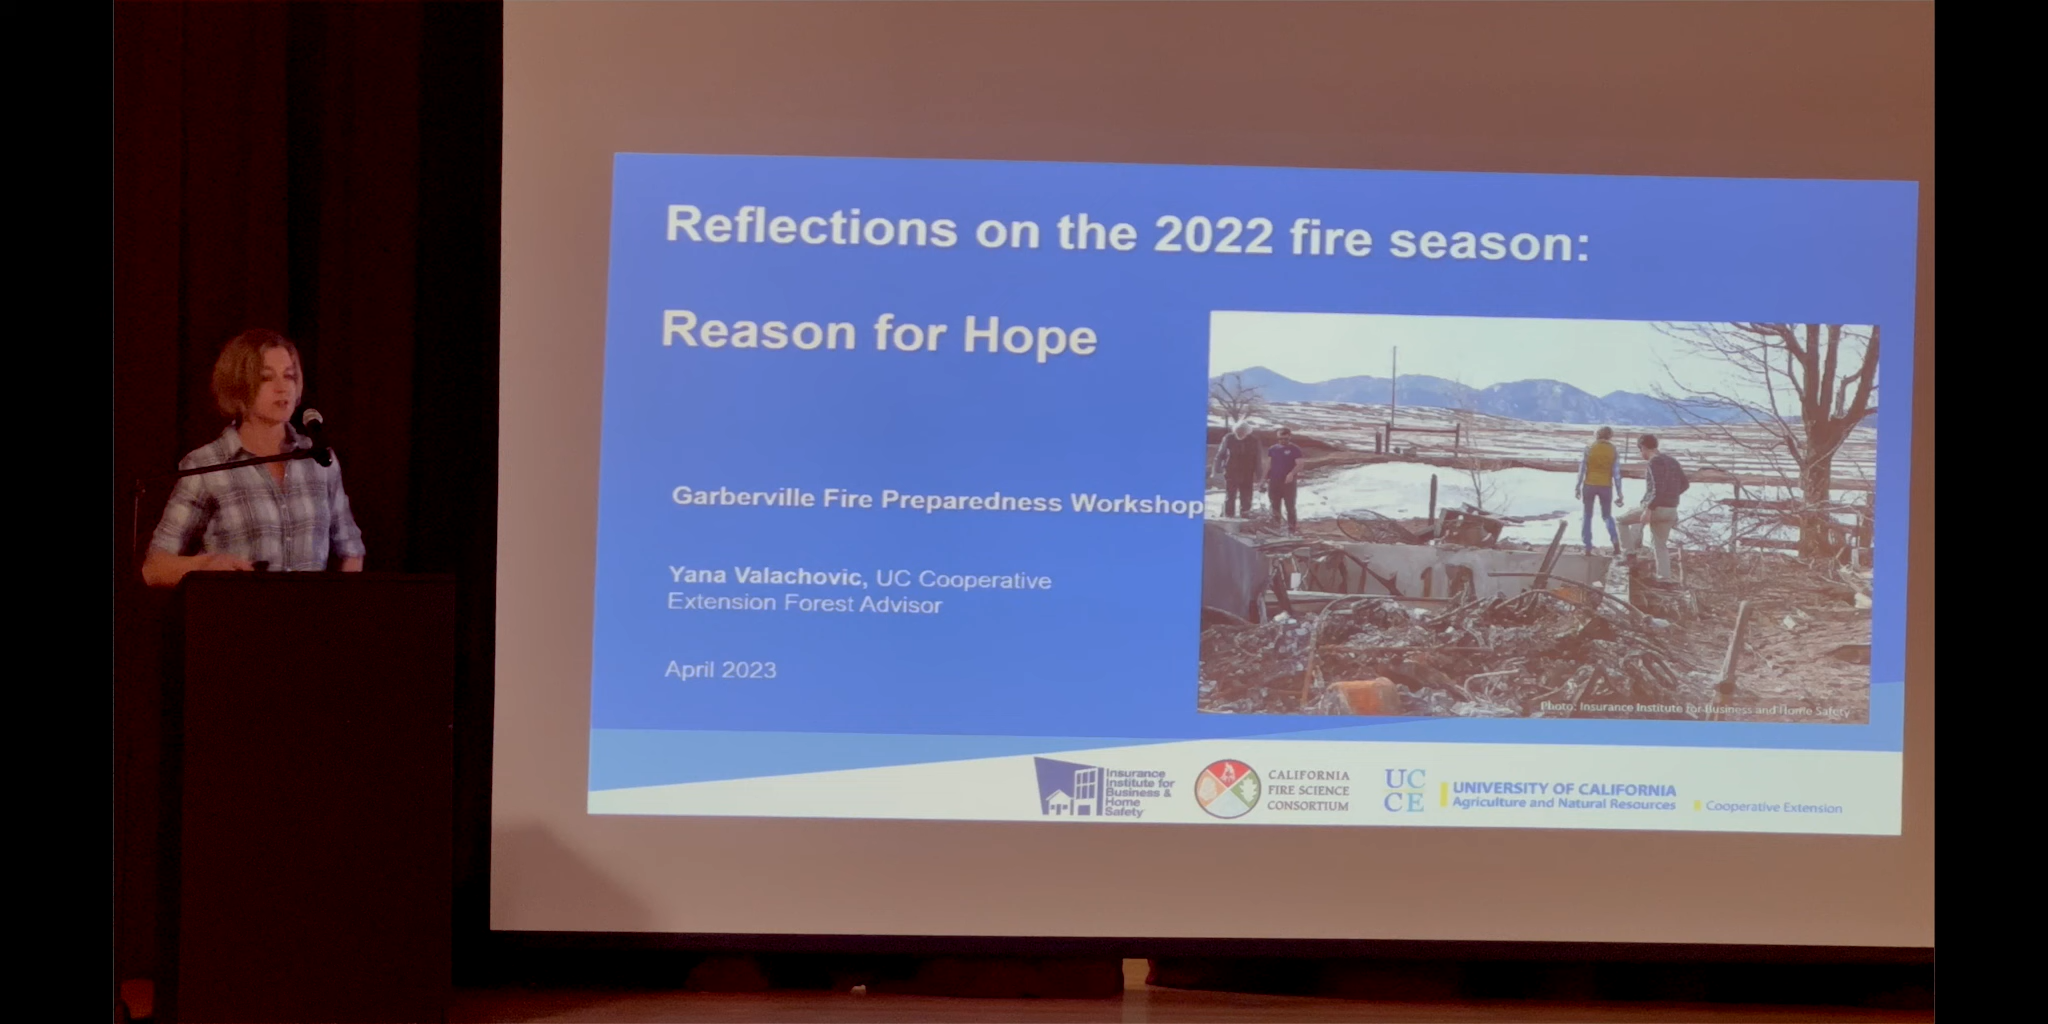 Reflections on the 2022 fire season:
Reason for Hope
Garberville Fire Preparedness Workshop
Yana Valachovic, UC Cooperative
Extension Forest Advisor
April 2023
Photo: Insurance Institute for Business and Home Safety
Insurance
Institute for
Business &
Home
Safety
CALIFORNIA
FIRE SCIENCE
CONSORTIUM
UC
CE
UNIVERSITY OF CALIFORNIA
Agriculture and Natural Resources
Cooperative Extension